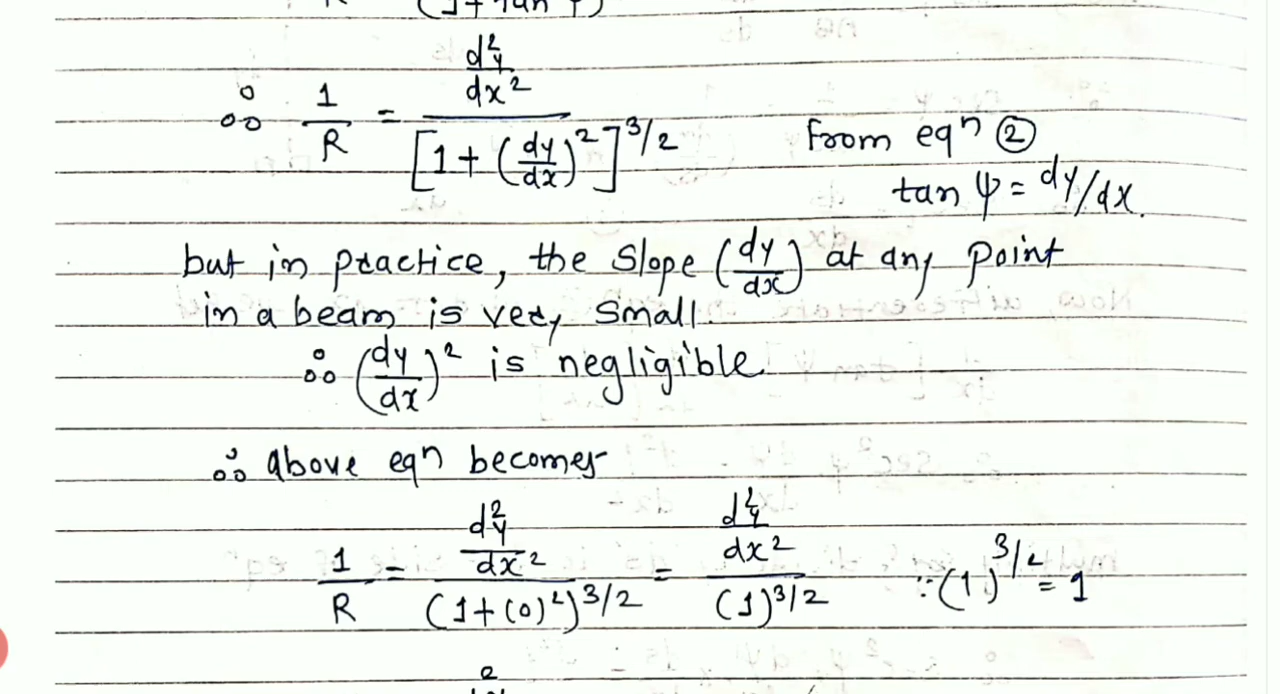 ∴ 1/R = (d²y/dx²) / [1+(dy/dx)²]^3/2 From eqⁿ ②
tan ψ = dy/dx.
but in practice, the slope (dy/dx) at any point
in a beam is very small.
∴ (dy/dx)² is negligible
∴ above eqⁿ becomes
1/R = (d²y/dx²) / (1+(0)²)^3/2 = (d²y/dx²) / (1)^3/2 ∵ (1)^3/2 = 1